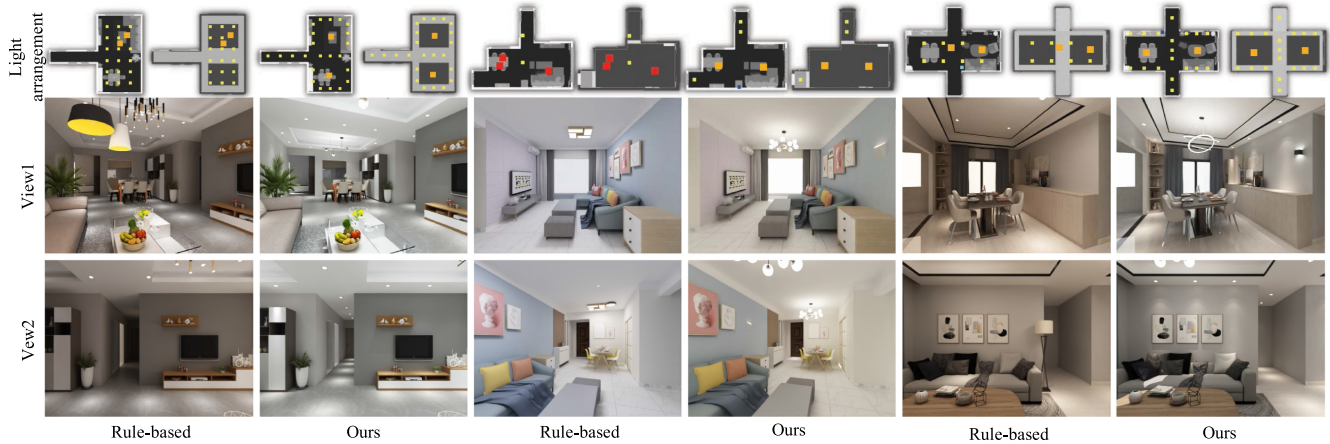 Light
arrangement
View1
Vew2
Rule-based
Ours
Rule-based
Ours
Rule-based
Ours